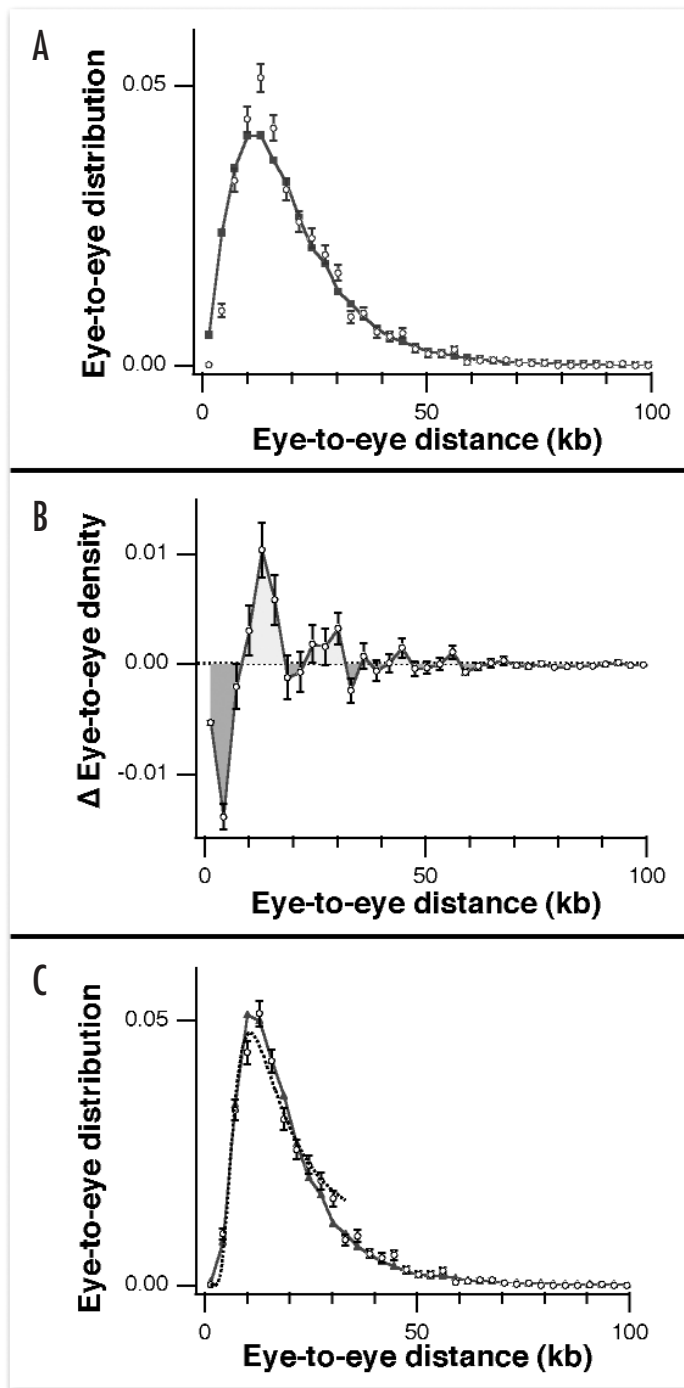 A
Eye-to-eye distribution
0.05
0.00
0
50
100
Eye-to-eye distance (kb)
B
Δ Eye-to-eye density
0.01
0.00
-0.01
0
50
100
Eye-to-eye distance (kb)
C
Eye-to-eye distribution
0.05
0.00
0
50
100
Eye-to-eye distance (kb)